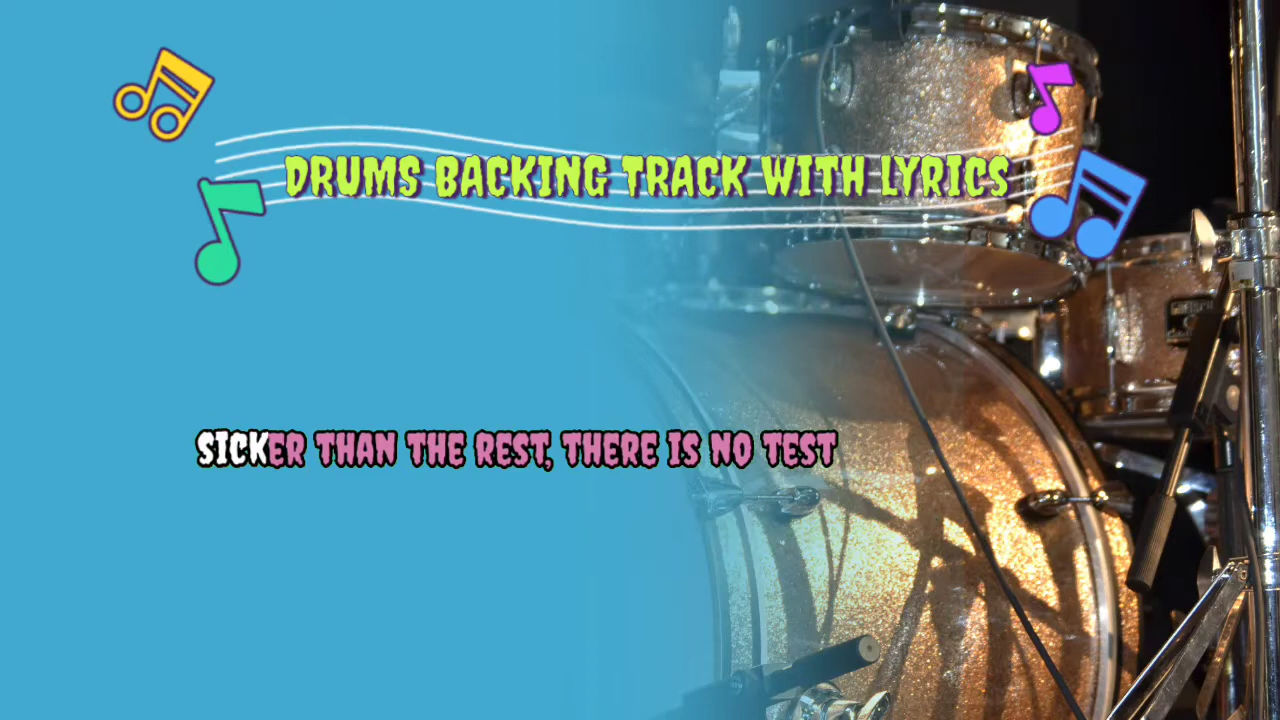 DRUMS BACKING TRACK WITH LYRICS
SICKER THAN THE REST, THERE IS NO TEST